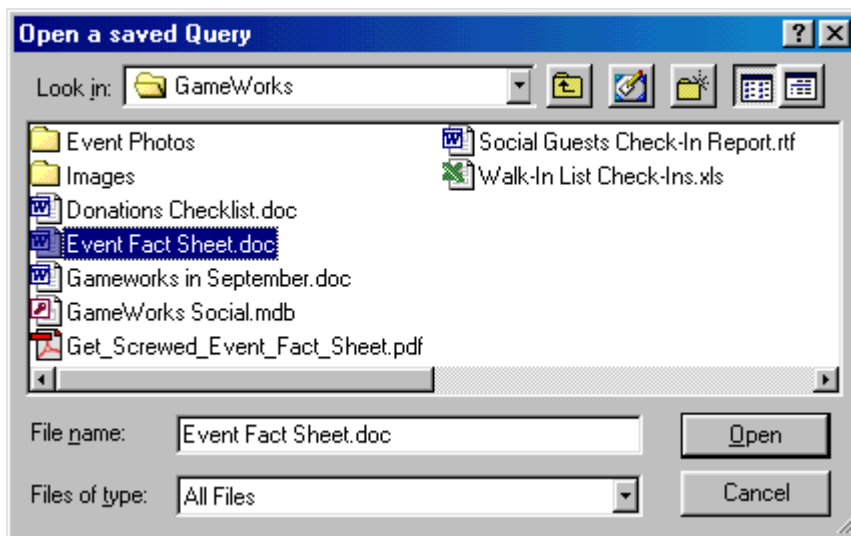 Open a saved Query
Look in: GameWorks
Event Photos
Images
Donations Checklist.doc
Event Fact Sheet.doc
Gameworks in September.doc
GameWorks Social.mdb
Get_Screwed_Event_Fact_Sheet.pdf
Social Guests Check-In Report.rtf
Walk-In List Check-Ins.xls
File name: Event Fact Sheet.doc
Open
Files of type: All Files
Cancel